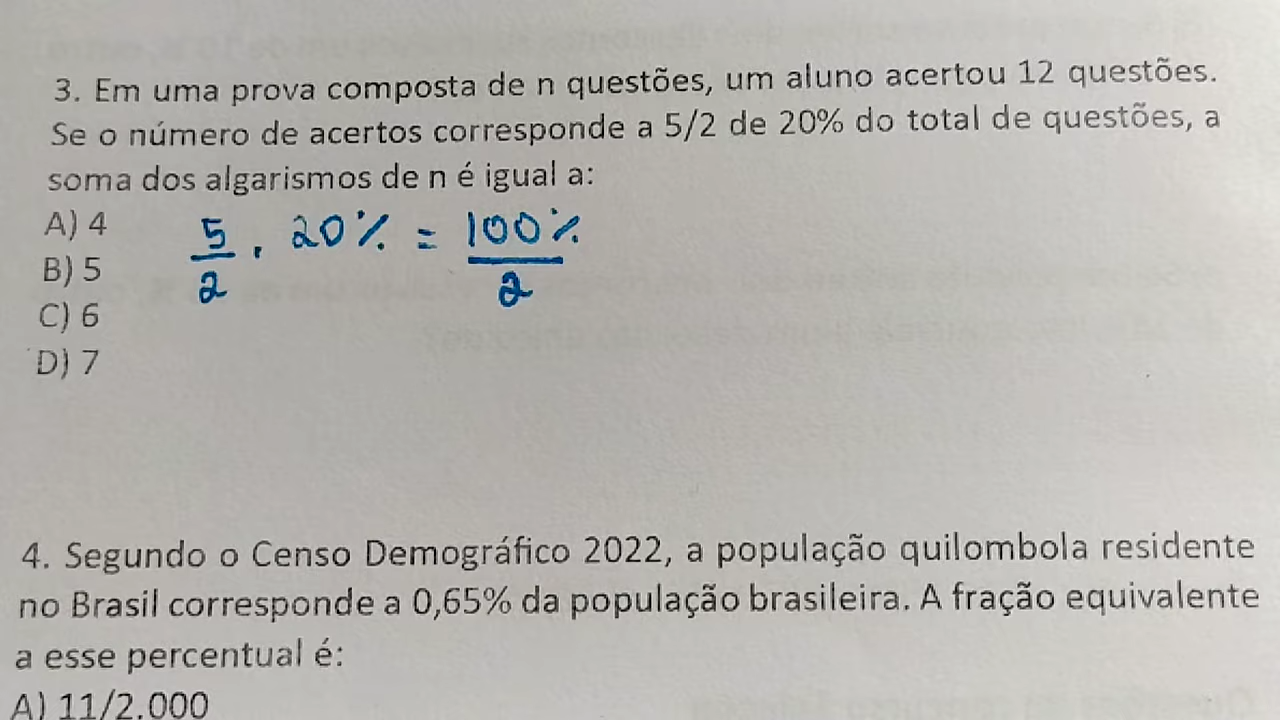 3. Em uma prova composta de n questões, um aluno acertou 12 questões.
Se o número de acertos corresponde a 5/2 de 20% do total de questões, a
soma dos algarismos de n é igual a:
A) 4
B) 5
C) 6
D) 7
5/2 . 20% = 100%/2
4. Segundo o Censo Demográfico 2022, a população quilombola residente
no Brasil corresponde a 0,65% da população brasileira. A fração equivalente
a esse percentual é:
A) 11/2.000